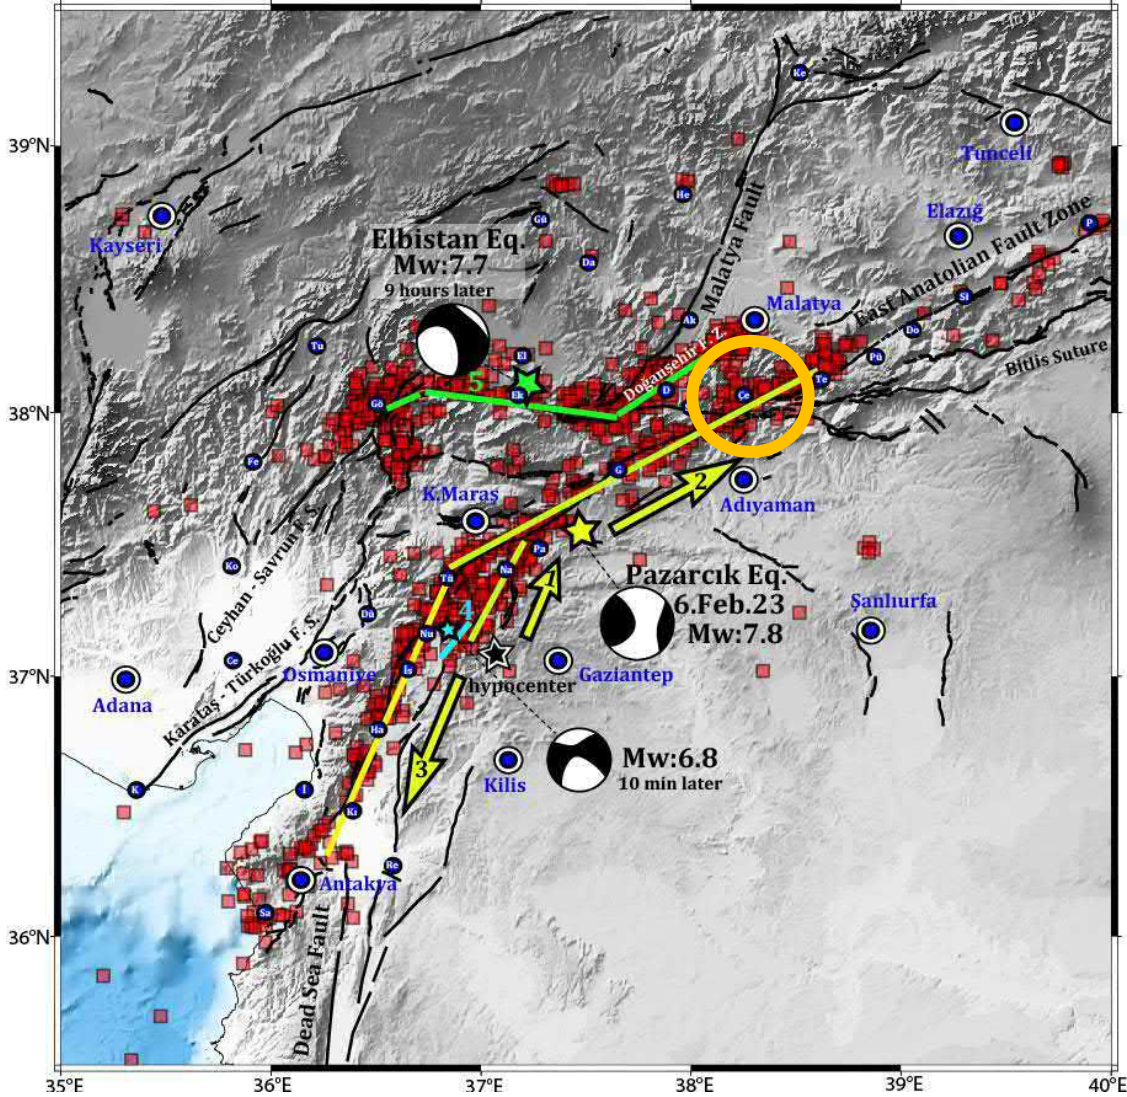 39°N
38°N
37°N
36°N
35°E
36°E
37°E
38°E
39°E
40°E
Ke
Tunceli
He
Elazığ
P
Kayseri
Gü
Elbistan Eq.
Mw:7.7
9 hours later
Da
Malatya Fault
East Anatolian Fault Zone
Si
Malatya
Ak
Do
Tu
El
Doğanşehir F. Z.
Pü
Bitlis Suture
Te
5
Ek
D
Çe
Gö
Fe
G
2
K.Maraş
Adıyaman
Ceyhan - Savrun F. S.
Pa
Ko
Na
Tü
1
Pazarcık Eq.
6.Feb.23
Mw:7.8
Şanlıurfa
Dü
4
Nu
Ce
Osmaniye
İs
Gaziantep
hypocenter
Adana
Karataş - Türkoğlu F. S.
Ha
3
Mw:6.8
10 min later
Kilis
K
İ
Ki
Re
Antakya
Sa
Dead Sea Fault